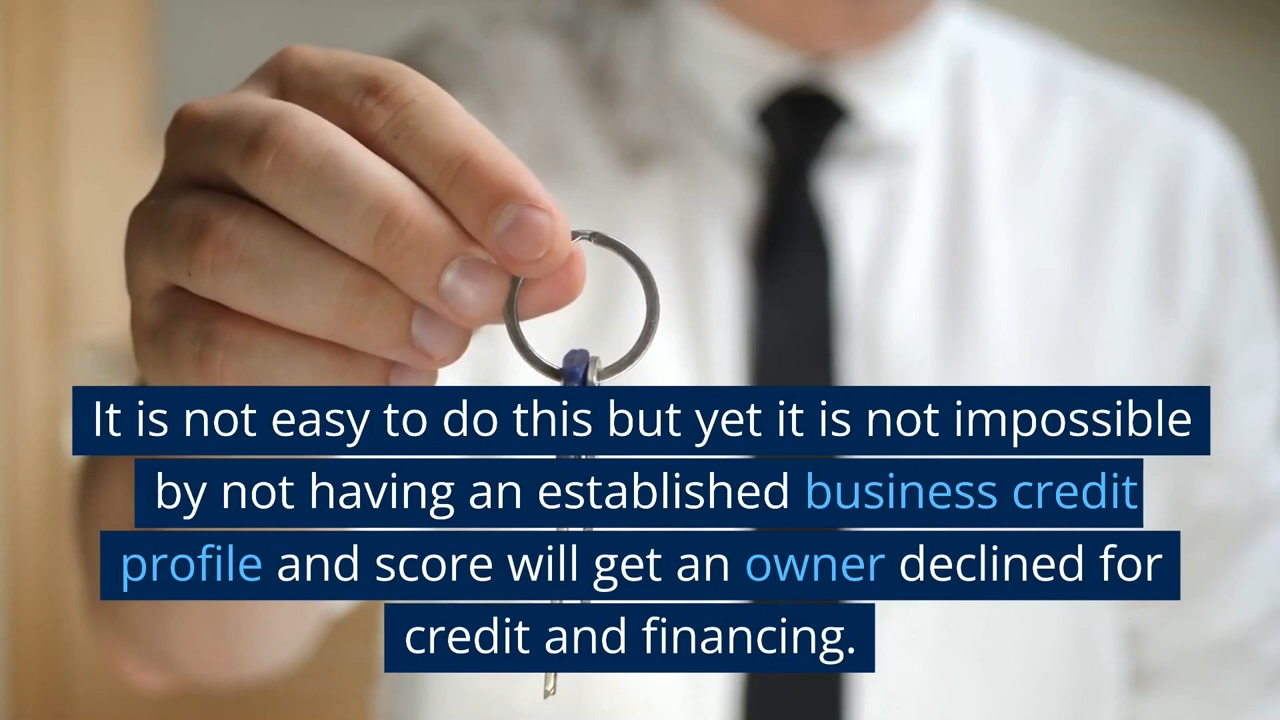 It is not easy to do this but yet it is not impossible
by not having an established business credit
profile and score will get an owner declined for
credit and financing.